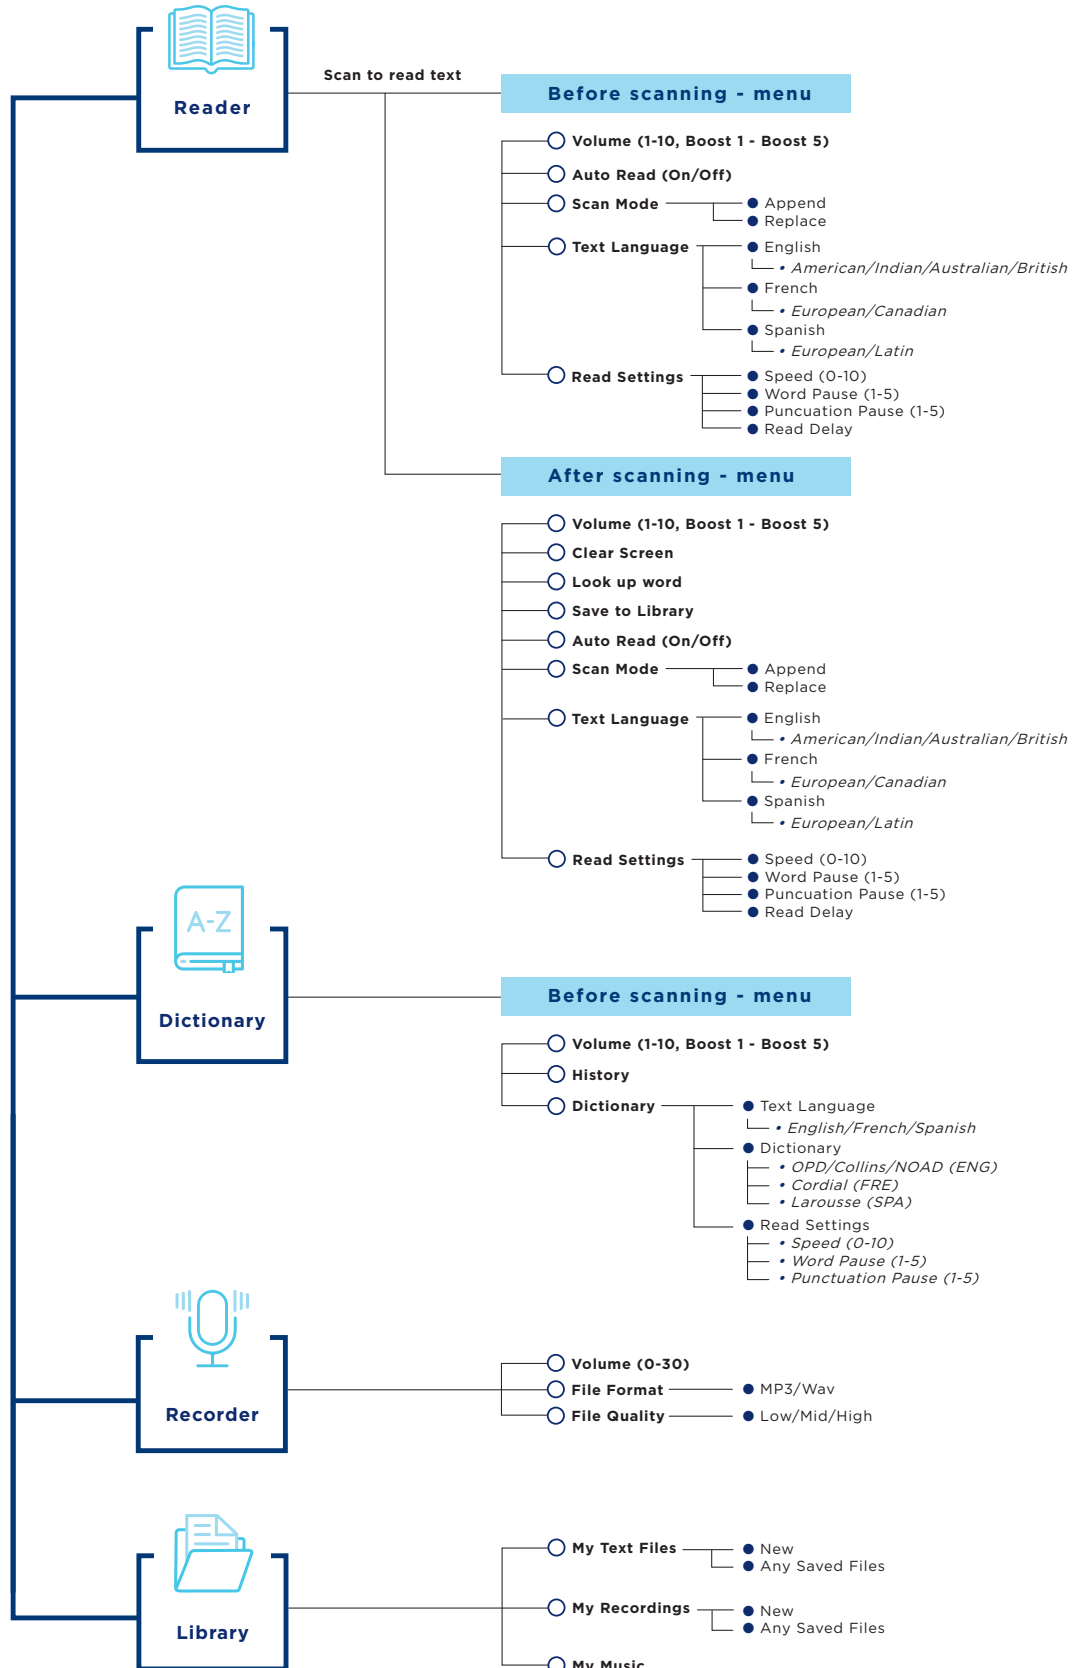 Reader
Scan to read text
Before scanning - menu
Volume (1-10, Boost 1 - Boost 5)
Auto Read (On/Off)
Scan Mode
Append
Replace
Text Language
English
• American/Indian/Australian/British
French
• European/Canadian
Spanish
• European/Latin
Read Settings
Speed (0-10)
Word Pause (1-5)
Puncuation Pause (1-5)
Read Delay
After scanning - menu
Volume (1-10, Boost 1 - Boost 5)
Clear Screen
Look up word
Save to Library
Auto Read (On/Off)
Scan Mode
Append
Replace
Text Language
English
• American/Indian/Australian/British
French
• European/Canadian
Spanish
• European/Latin
Read Settings
Speed (0-10)
Word Pause (1-5)
Puncuation Pause (1-5)
Read Delay
A-Z
Dictionary
Before scanning - menu
Volume (1-10, Boost 1 - Boost 5)
History
Dictionary
Text Language
• English/French/Spanish
Dictionary
• OPD/Collins/NOAD (ENG)
• Cordial (FRE)
• Larousse (SPA)
Read Settings
• Speed (0-10)
• Word Pause (1-5)
• Punctuation Pause (1-5)
Recorder
Volume (0-30)
File Format
MP3/Wav
File Quality
Low/Mid/High
Library
My Text Files
New
Any Saved Files
My Recordings
New
Any Saved Files
My Music